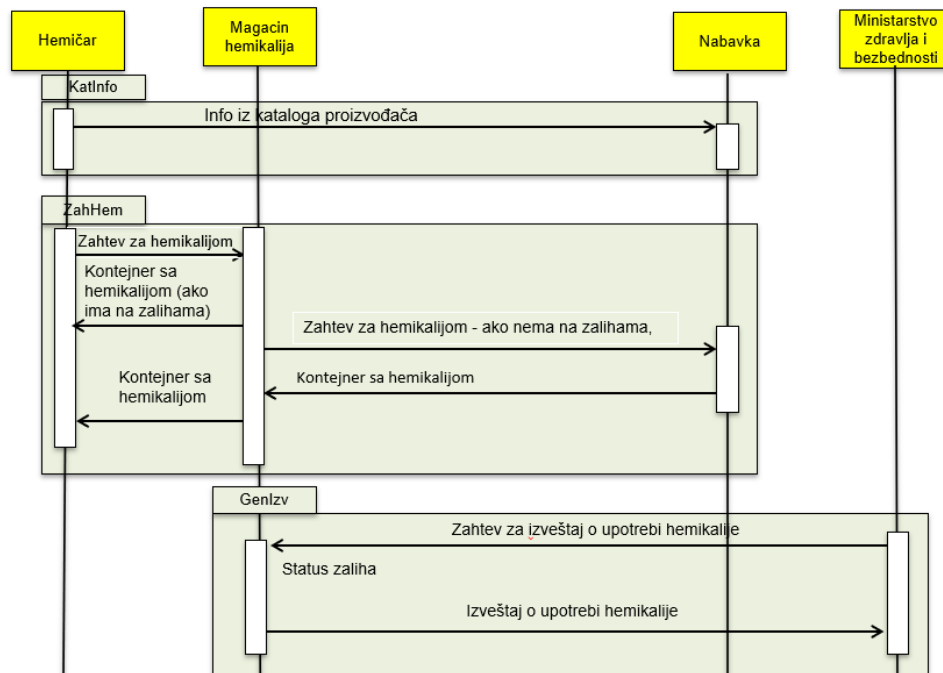 Hemičar
Magacin
hemikalija
Nabavka
Ministarstvo
zdravlja i
bezbednosti
KatInfo
Info iz kataloga proizvođača
ZahHem
Zahtev za hemikalijom
Kontejner sa
hemikalijom (ako
ima na zalihama)
Zahtev za hemikalijom - ako nema na zalihama,
Kontejner sa hemikalijom
Kontejner sa
hemikalijom
GenIzv
Zahtev za izveštaj o upotrebi hemikalije
Status zaliha
Izveštaj o upotrebi hemikalije